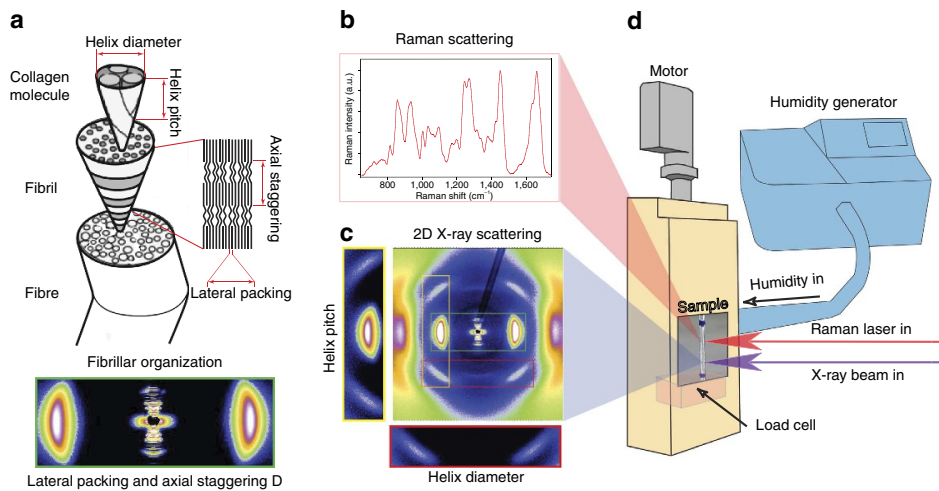 a
Helix diameter
Collagen
molecule
Helix pitch
Fibril
Axial
staggering
Lateral packing
Fibre
Fibrillar organization
Lateral packing and axial staggering D
b
Raman scattering
Raman intensity (a.u.)
800
1,000
1,200
1,400
1,600
Raman shift (cm⁻¹)
c
2D X-ray scattering
Helix pitch
Helix diameter
d
Motor
Humidity generator
Humidity in
Sample
Raman laser in
X-ray beam in
Load cell